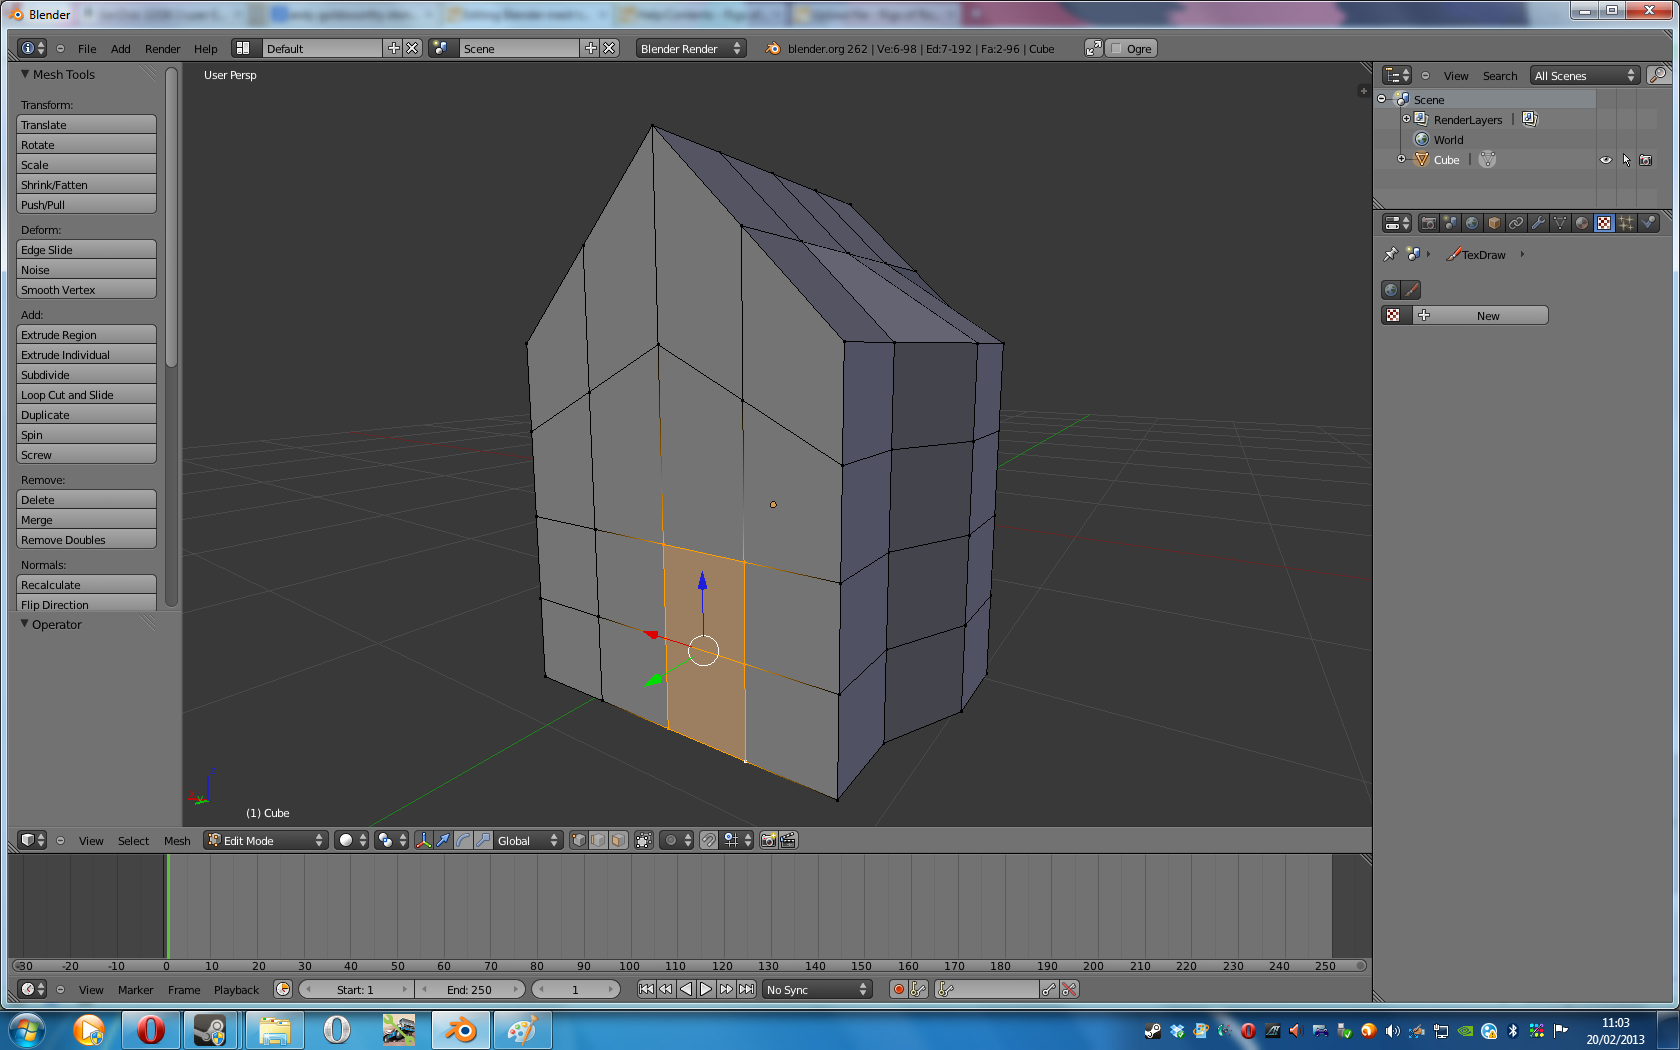 Blender
File Add Render Help Default Scene Blender Render blender.org 262 | Ve:6-98 | Ed:7-192 | Fa:2-96 | Cube Ogre
Mesh Tools
Transform:
Translate
Rotate
Scale
Shrink/Fatten
Push/Pull
Deform:
Edge Slide
Noise
Smooth Vertex
Add:
Extrude Region
Extrude Individual
Subdivide
Loop Cut and Slide
Duplicate
Spin
Screw
Remove:
Delete
Merge
Remove Doubles
Normals:
Recalculate
Flip Direction
Operator
User Persp
(1) Cube
View Search All Scenes
Scene
RenderLayers |
World
Cube |
TexDraw
New
View Select Mesh Edit Mode Global
-30 -20 -10 0 10 20 30 40 50 60 70 80 90 100 110 120 130 140 150 160 170 180 190 200 210 220 230 240 250
View Marker Frame Playback Start: 1 End: 250 1 No Sync
11:03
20/02/2013